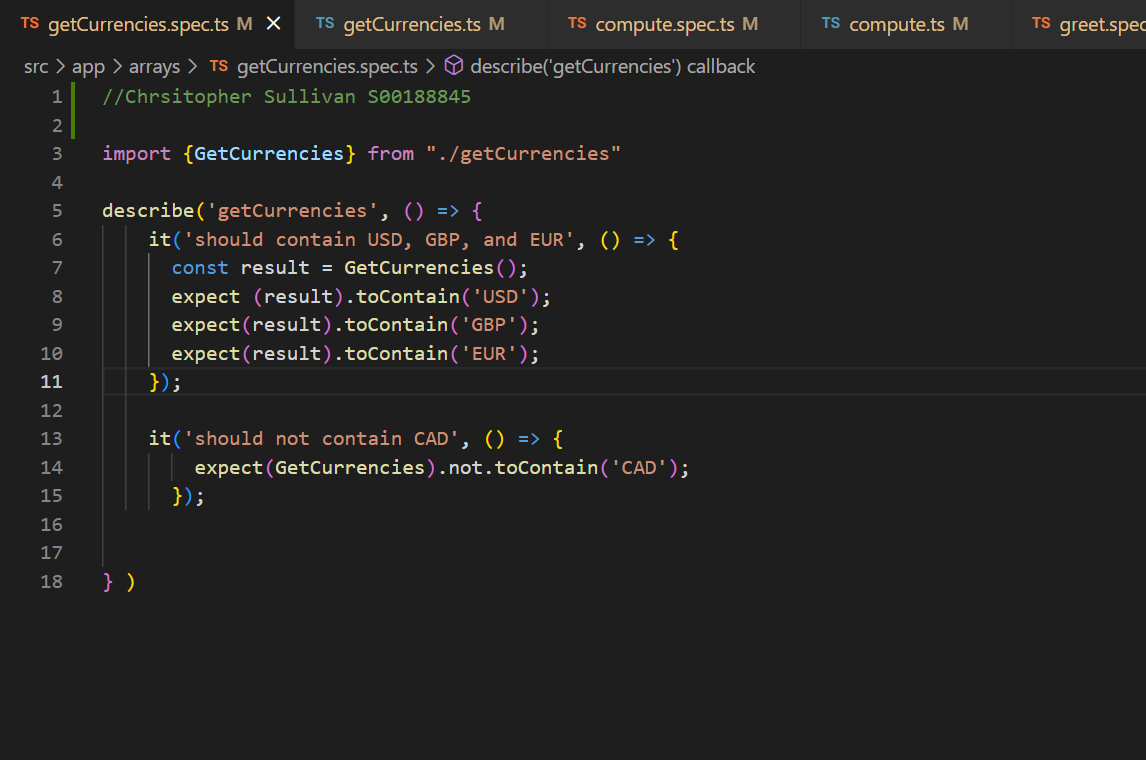 TS getCurrencies.spec.ts M × TS getCurrencies.ts M TS compute.spec.ts M TS compute.ts M TS greet.spec
src > app > arrays > TS getCurrencies.spec.ts > describe('getCurrencies') callback
1 //Chrsitopher Sullivan S00188845
2
3 import {GetCurrencies} from "./getCurrencies"
4
5 describe('getCurrencies', () => {
6 it('should contain USD, GBP, and EUR', () => {
7 const result = GetCurrencies();
8 expect (result).toContain('USD');
9 expect(result).toContain('GBP');
10 expect(result).toContain('EUR');
11 });
12
13 it('should not contain CAD', () => {
14 expect(GetCurrencies).not.toContain('CAD');
15 });
16
17
18 } )